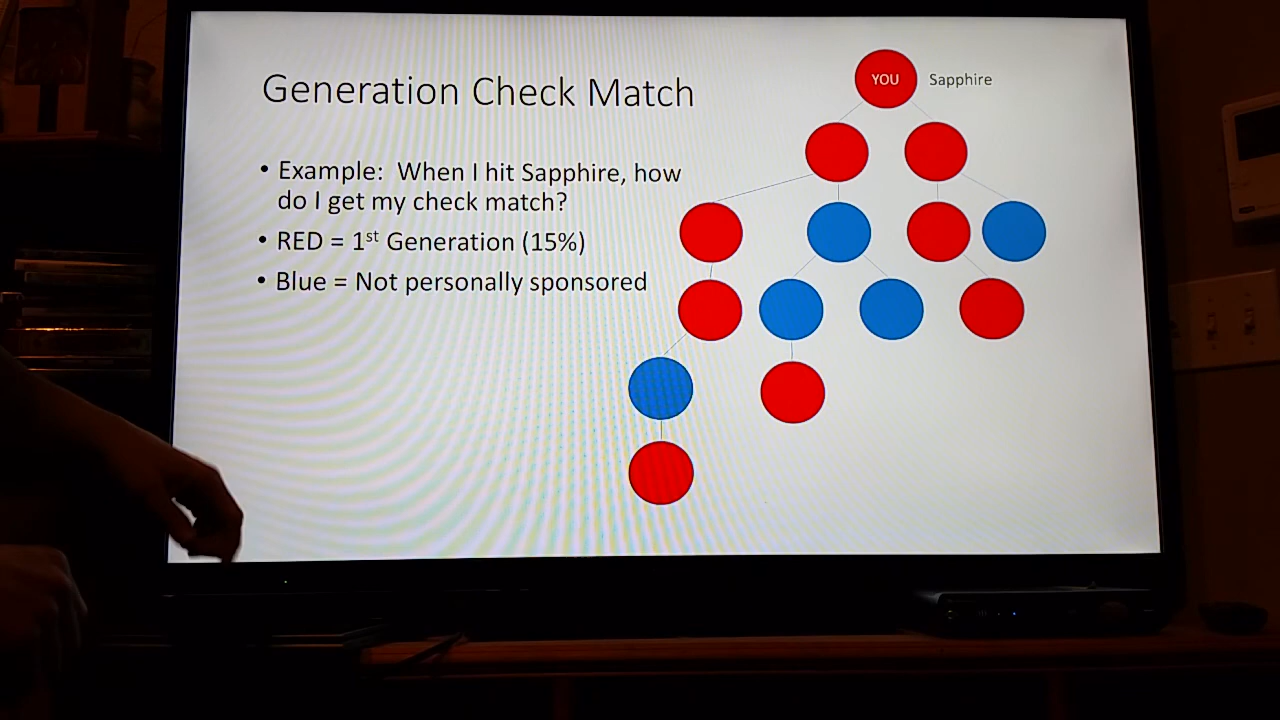 Generation Check Match
• Example:  When I hit Sapphire, how
do I get my check match?
• RED = 1st Generation (15%)
• Blue = Not personally sponsored
YOU
Sapphire